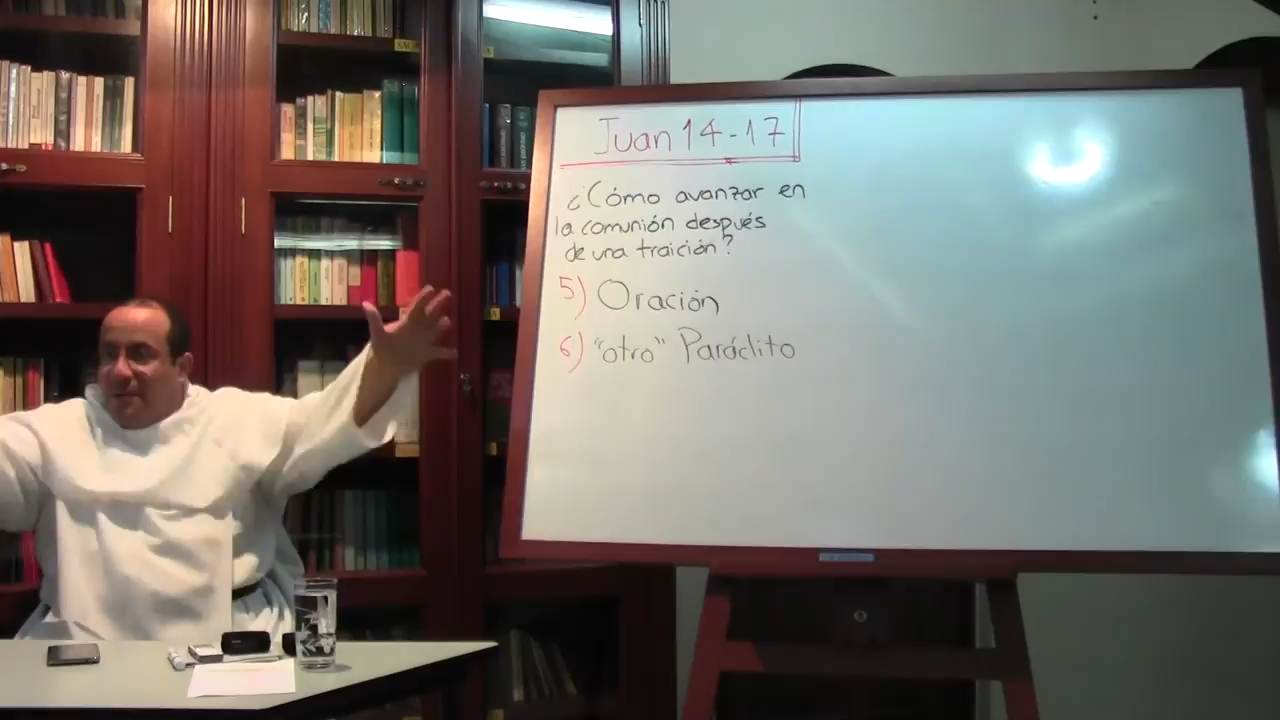 Juan 14-17
¿Cómo avanzar en
la comunión después
de una traición?
5) Oración
6) "otro" Paráclito